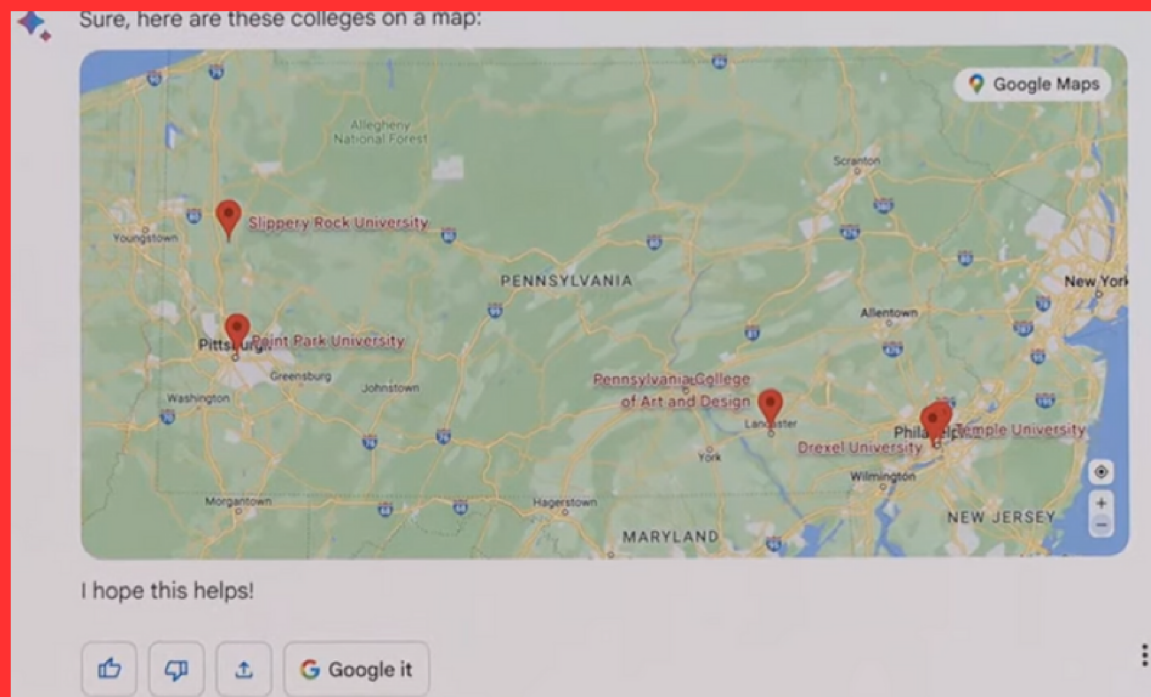 Sure, here are these colleges on a map:
Google Maps
Allegheny
National Forest
Scranton
Slippery Rock University
Youngstown
PENNSYLVANIA
New York
Allentown
Point Park University
Pittsburgh
Greensburg
Johnstown
Washington
Pennsylvania College
of Art and Design
Lancaster
Philadelphia
Temple University
Drexel University
York
Wilmington
Morgantown
Hagerstown
NEW JERSEY
MARYLAND
I hope this helps!
Google it